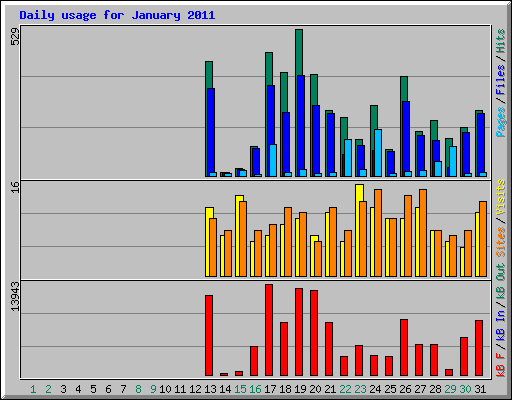 Daily usage for January 2011
529
Pages / Files / Hits
16
Sites / Visits
13943
kB F / kB In / kB Out
1 2 3 4 5 6 7 8 9 10 11 12 13 14 15 16 17 18 19 20 21 22 23 24 25 26 27 28 29 30 31